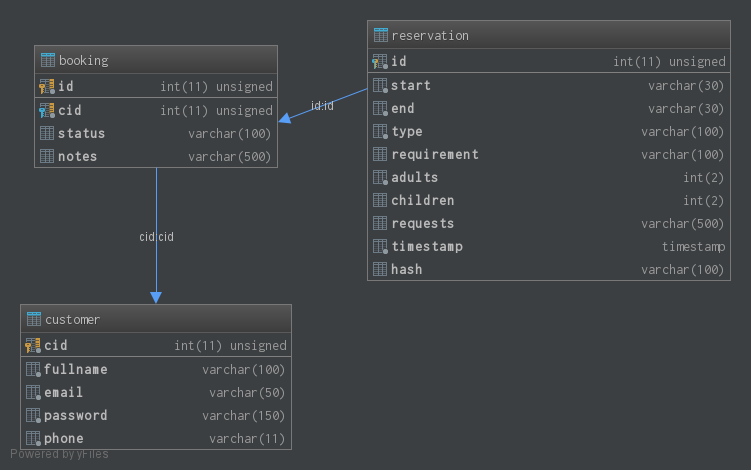 booking
id int(11) unsigned
cid int(11) unsigned
status varchar(100)
notes varchar(500)
id:id
reservation
id int(11) unsigned
start varchar(30)
end varchar(30)
type varchar(100)
requirement varchar(100)
adults int(2)
children int(2)
requests varchar(500)
timestamp timestamp
hash varchar(100)
cid:cid
customer
cid int(11) unsigned
fullname varchar(100)
email varchar(50)
password varchar(150)
phone varchar(11)
Powered by yFiles